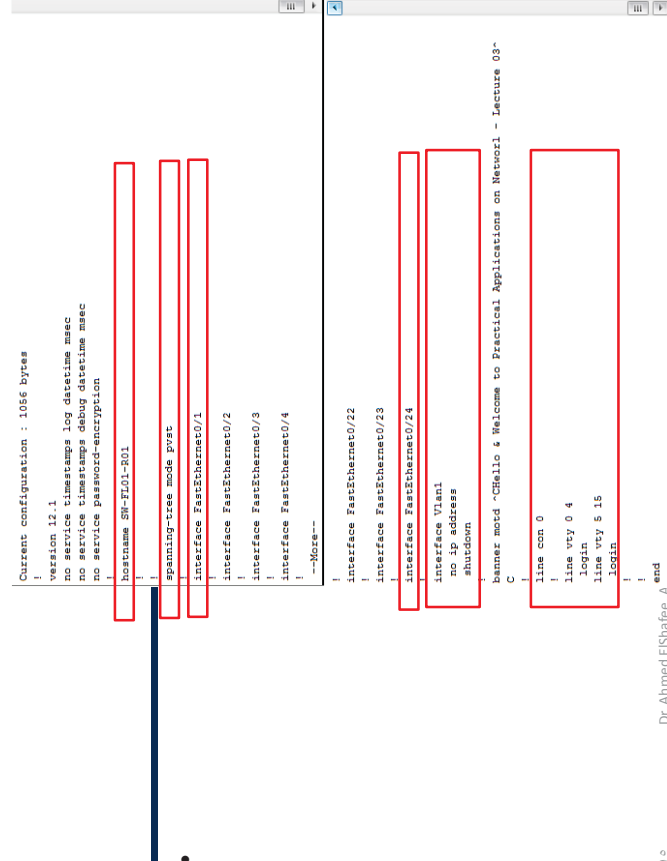 Current configuration : 1056 bytes
!
version 12.1
no service timestamps log datetime msec
no service timestamps debug datetime msec
no service password-encryption
!
hostname SW-FL01-R01
!
!
spanning-tree mode pvst
!
interface FastEthernet0/1
!
interface FastEthernet0/2
!
interface FastEthernet0/3
!
interface FastEthernet0/4
!
--More--
!
interface FastEthernet0/22
!
interface FastEthernet0/23
!
interface FastEthernet0/24
!
interface Vlan1
no ip address
shutdown
!
banner motd ^CHello & Welcome to Practical Applications on Networl - Lecture 03^
C
!
line con 0
!
line vty 0 4
login
line vty 5 15
login
!
!
end
Dr. Ahmed ElShafee, A